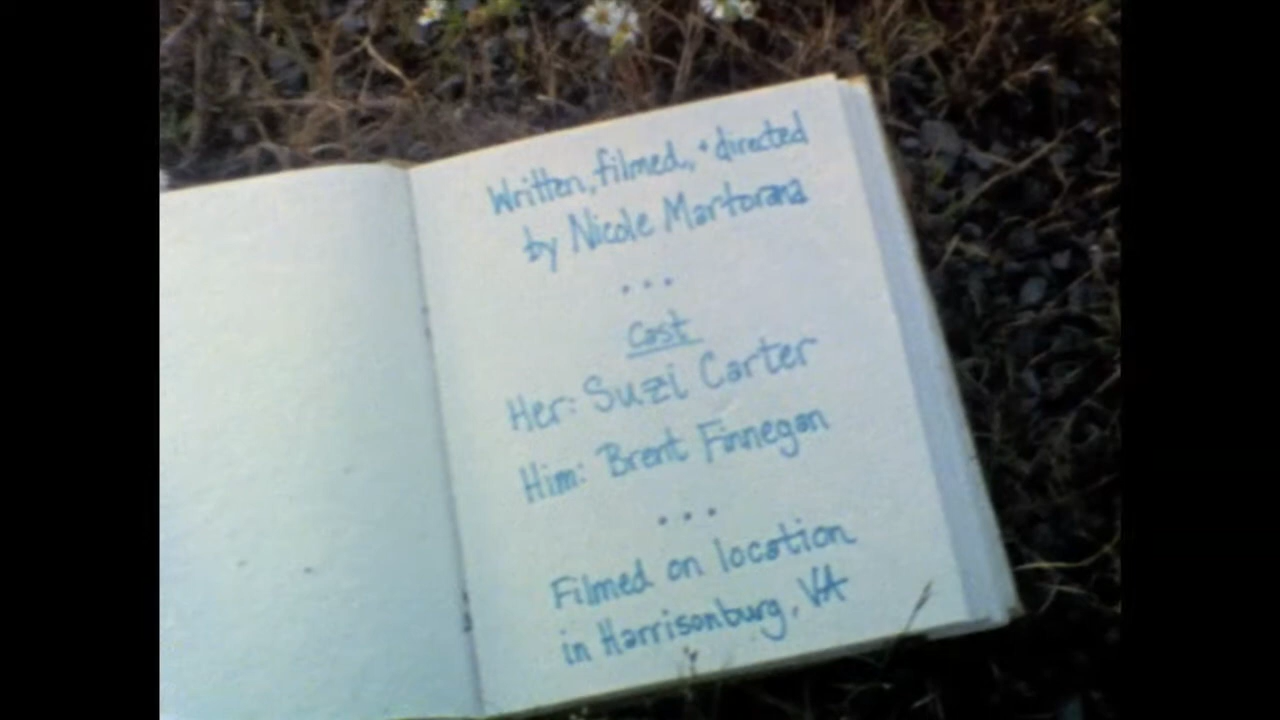 Written, filmed, + directed
by Nicole Martorana
...
Cast
Her: Suzi Carter
Him: Brent Finnegan
...
Filmed on location
in Harrisonburg, VA